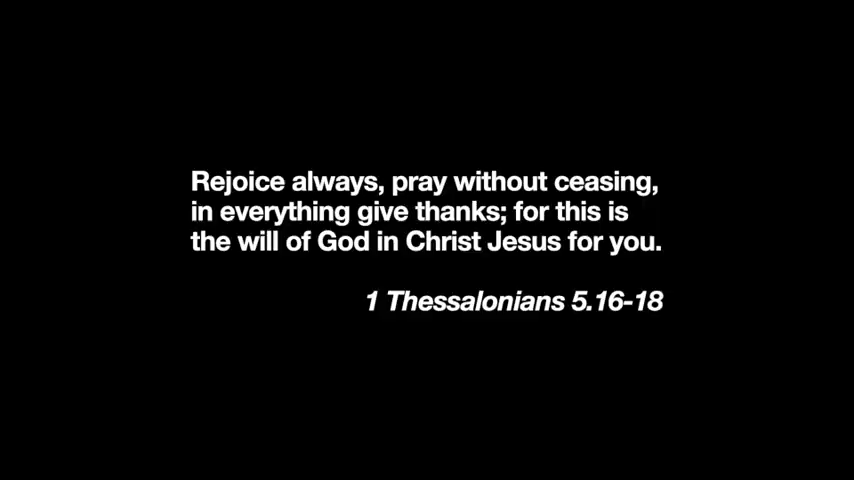 Rejoice always, pray without ceasing,
in everything give thanks; for this is
the will of God in Christ Jesus for you.
1 Thessalonians 5.16-18